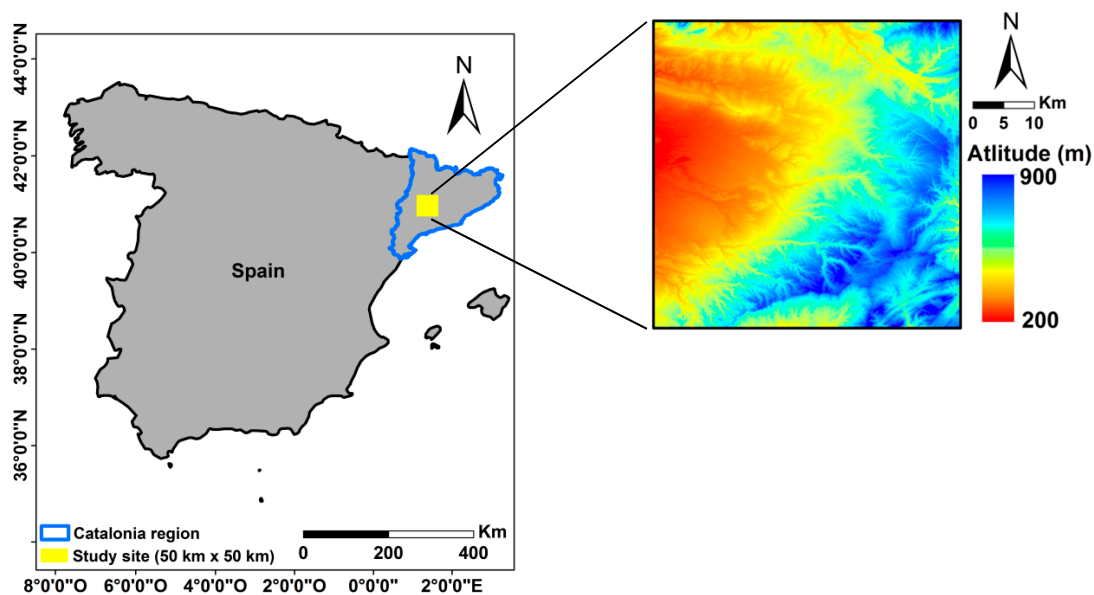 44°0'0"N
42°0'0"N
40°0'0"N
38°0'0"N
36°0'0"N
N
Spain
Catalonia region
Study site (50 km x 50 km)
Km
0 200 400
8°0'0"O 6°0'0"O 4°0'0"O 2°0'0"O 0°0'0" 2°0'0"E
N
Km
0 5 10
Atlitude (m)
900
200